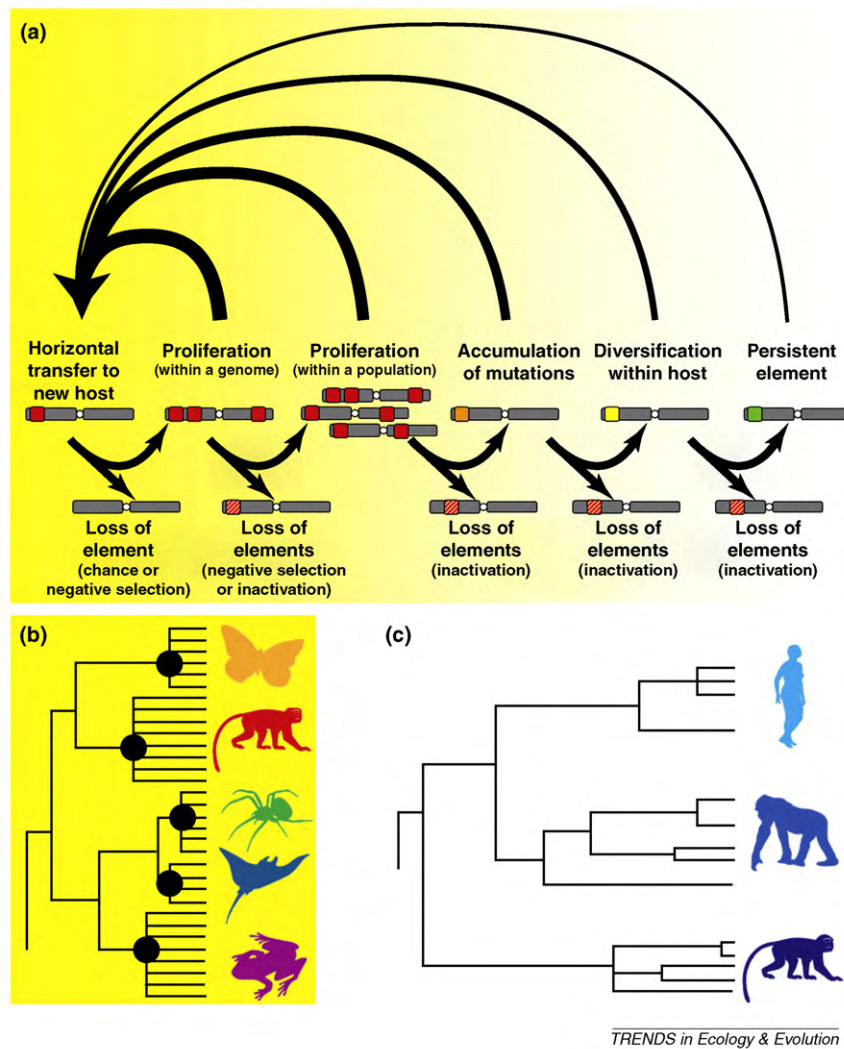 (a)
Horizontal
transfer to
new host
Proliferation
(within a genome)
Proliferation
(within a population)
Accumulation
of mutations
Diversification
within host
Persistent
element
Loss of
element
(chance or
negative selection)
Loss of
elements
(negative selection
or inactivation)
Loss of
elements
(inactivation)
Loss of
elements
(inactivation)
Loss of
elements
(inactivation)
(b)
(c)
TRENDS in Ecology & Evolution